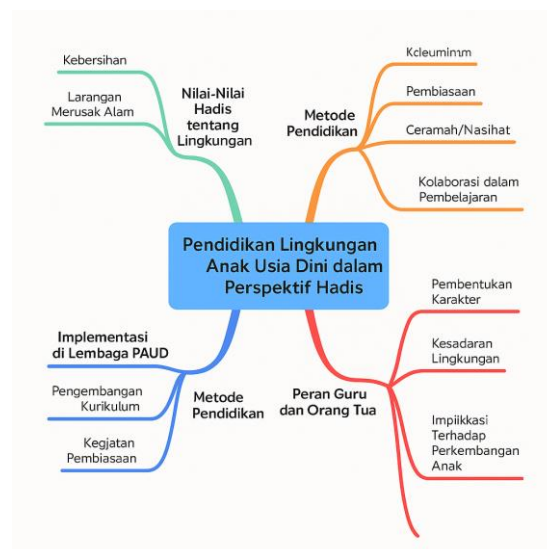 Pendidikan Lingkungan
Anak Usia Dini dalam
Perspektif Hadis
Nilai-Nilai
Hadis
tentang
Lingkungan
Kebersihan
Larangan
Merusak Alam
Metode
Pendidikan
Pembiasaan
Ceramah/Nasihat
Kolaborasi dalam
Pembelajaran
Implementasi
di Lembaga PAUD
Pengembangan
Kurikulum
Kegjatan
Pembiasaan
Metode
Pendidikan
Peran Guru
dan Orang Tua
Pembentukan
Karakter
Kesadaran
Lingkungan
Impiikkasi
Terhadap
Perkembangan
Anak